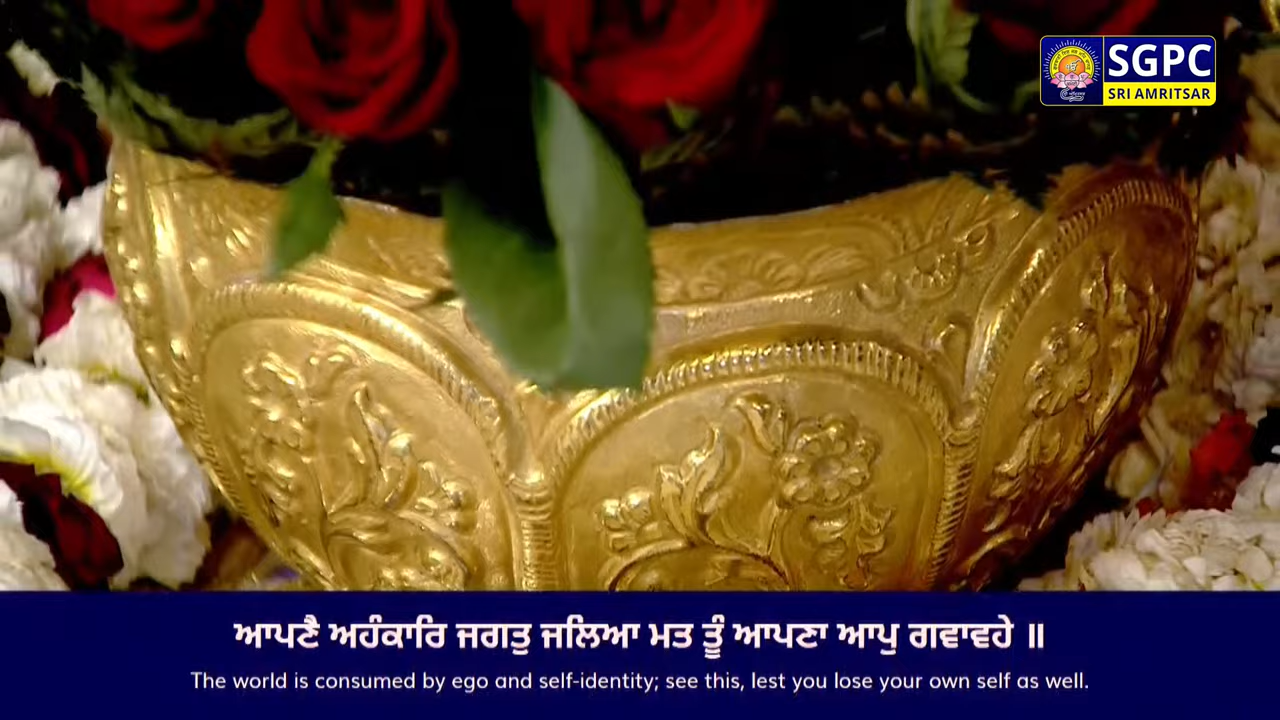 SGPC
SRI AMRITSAR
ਆਪਣੈ ਅਹੰਕਾਰਿ ਜਗਤੁ ਜਲਿਆ ਮਤ ਤੂੰ ਆਪਣਾ ਆਪੁ ਗਵਾਵਹੇ ॥
The world is consumed by ego and self-identity; see this, lest you lose your own self as well.